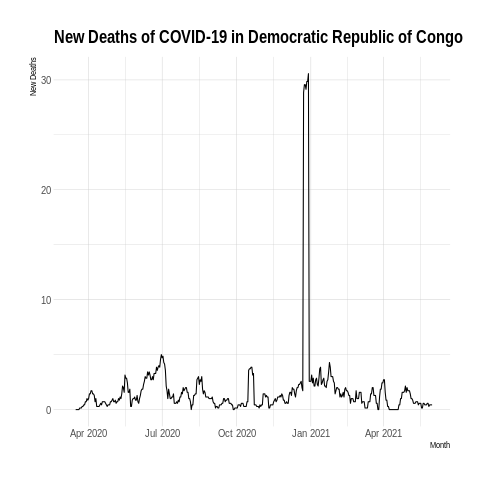 New Deaths of COVID-19 in Democratic Republic of Congo
New Deaths
30
20
10
0
Apr 2020 Jul 2020 Oct 2020 Jan 2021 Apr 2021
Month